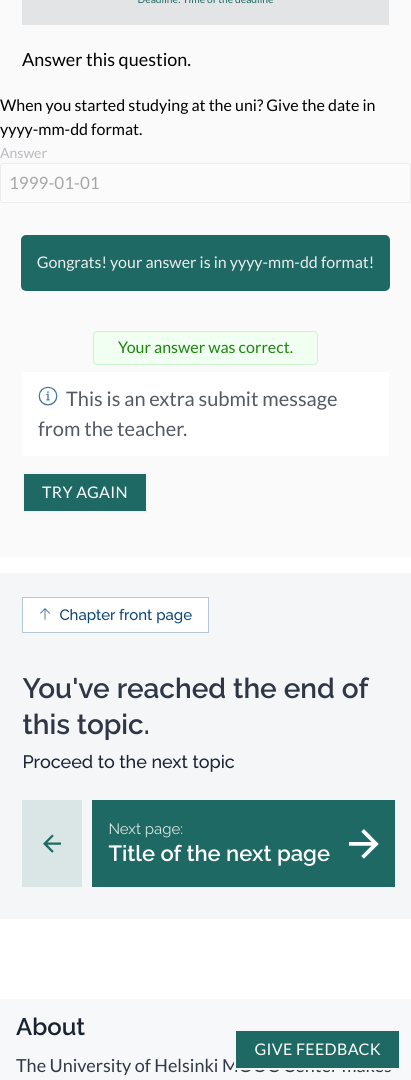 Deadline: Time of the deadline
Answer this question.
When you started studying at the uni? Give the date in
yyyy-mm-dd format.
Answer
1999-01-01
Gongrats! your answer is in yyyy-mm-dd format!
Your answer was correct.
This is an extra submit message
from the teacher.
TRY AGAIN
Chapter front page
You've reached the end of
this topic.
Proceed to the next topic
Next page:
Title of the next page
About
GIVE FEEDBACK
The University of Helsinki MOOC Center makes